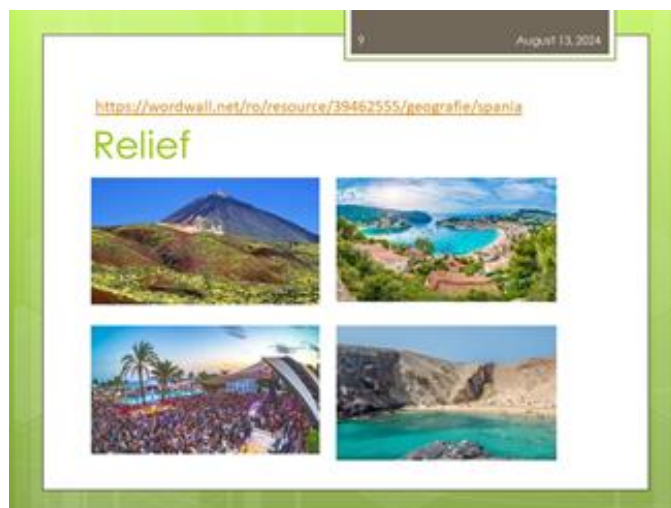 9 August 13, 2024
https://wordwall.net/ro/resource/39462555/geografie/spania
Relief